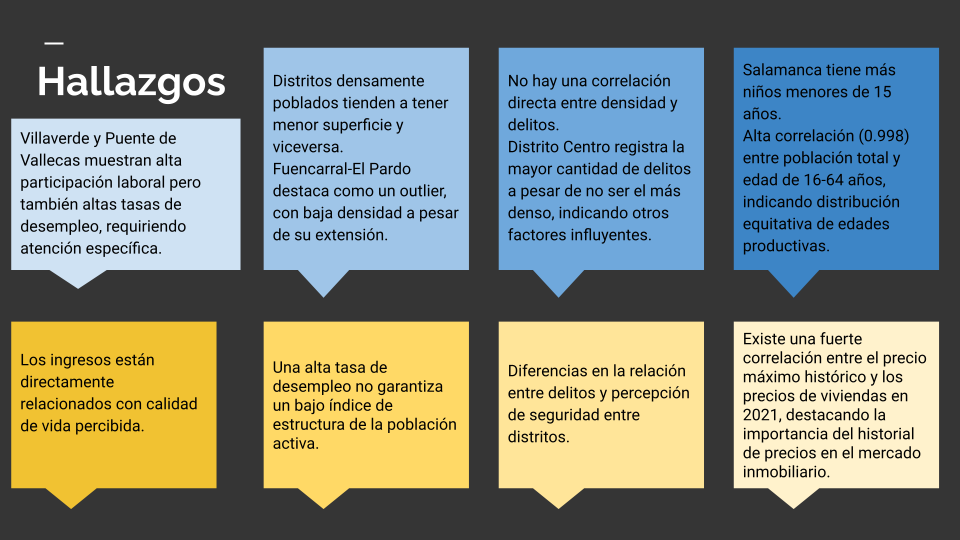 Hallazgos
Villaverde y Puente de
Vallecas muestran alta
participación laboral pero
también altas tasas de
desempleo, requiriendo
atención específica.
Distritos densamente
poblados tienden a tener
menor superficie y
viceversa.
Fuencarral-El Pardo
destaca como un outlier,
con baja densidad a pesar
de su extensión.
No hay una correlación
directa entre densidad y
delitos.
Distrito Centro registra la
mayor cantidad de delitos
a pesar de no ser el más
denso, indicando otros
factores influyentes.
Salamanca tiene más
niños menores de 15
años.
Alta correlación (0.998)
entre población total y
edad de 16-64 años,
indicando distribución
equitativa de edades
productivas.
Los ingresos están
directamente
relacionados con calidad
de vida percibida.
Una alta tasa de
desempleo no garantiza
un bajo índice de
estructura de la población
activa.
Diferencias en la relación
entre delitos y percepción
de seguridad entre
distritos.
Existe una fuerte
correlación entre el precio
máximo histórico y los
precios de viviendas en
2021, destacando la
importancia del historial
de precios en el mercado
inmobiliario.